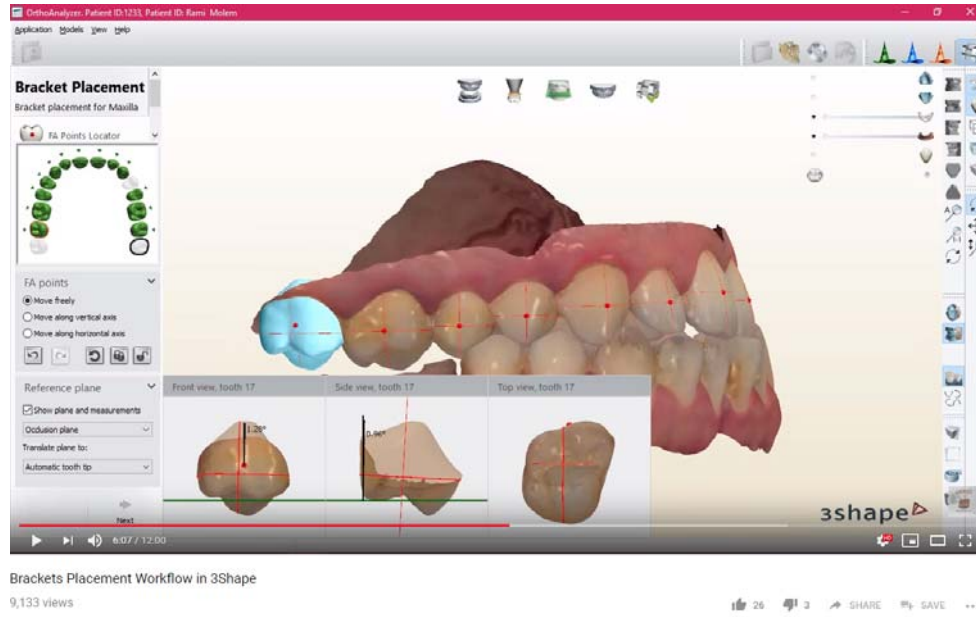 OrthoAnalyzer. Patient ID:1233, Patient ID: Rami Molem
Application Models View Help
Bracket Placement
Bracket placement for Maxilla
FA Points Locator
FA points
Move freely
Move along vertical axis
Move along horizontal axis
Reference plane
Show plane and measurements
Occlusion plane
Translate plane to:
Automatic tooth tip
Next
Front view, tooth 17
Side view, tooth 17
Top view, tooth 17
1.28°
0.96°
3shape
6:07 / 12:00
Brackets Placement Workflow in 3Shape
9,133 views
26 3 SHARE SAVE